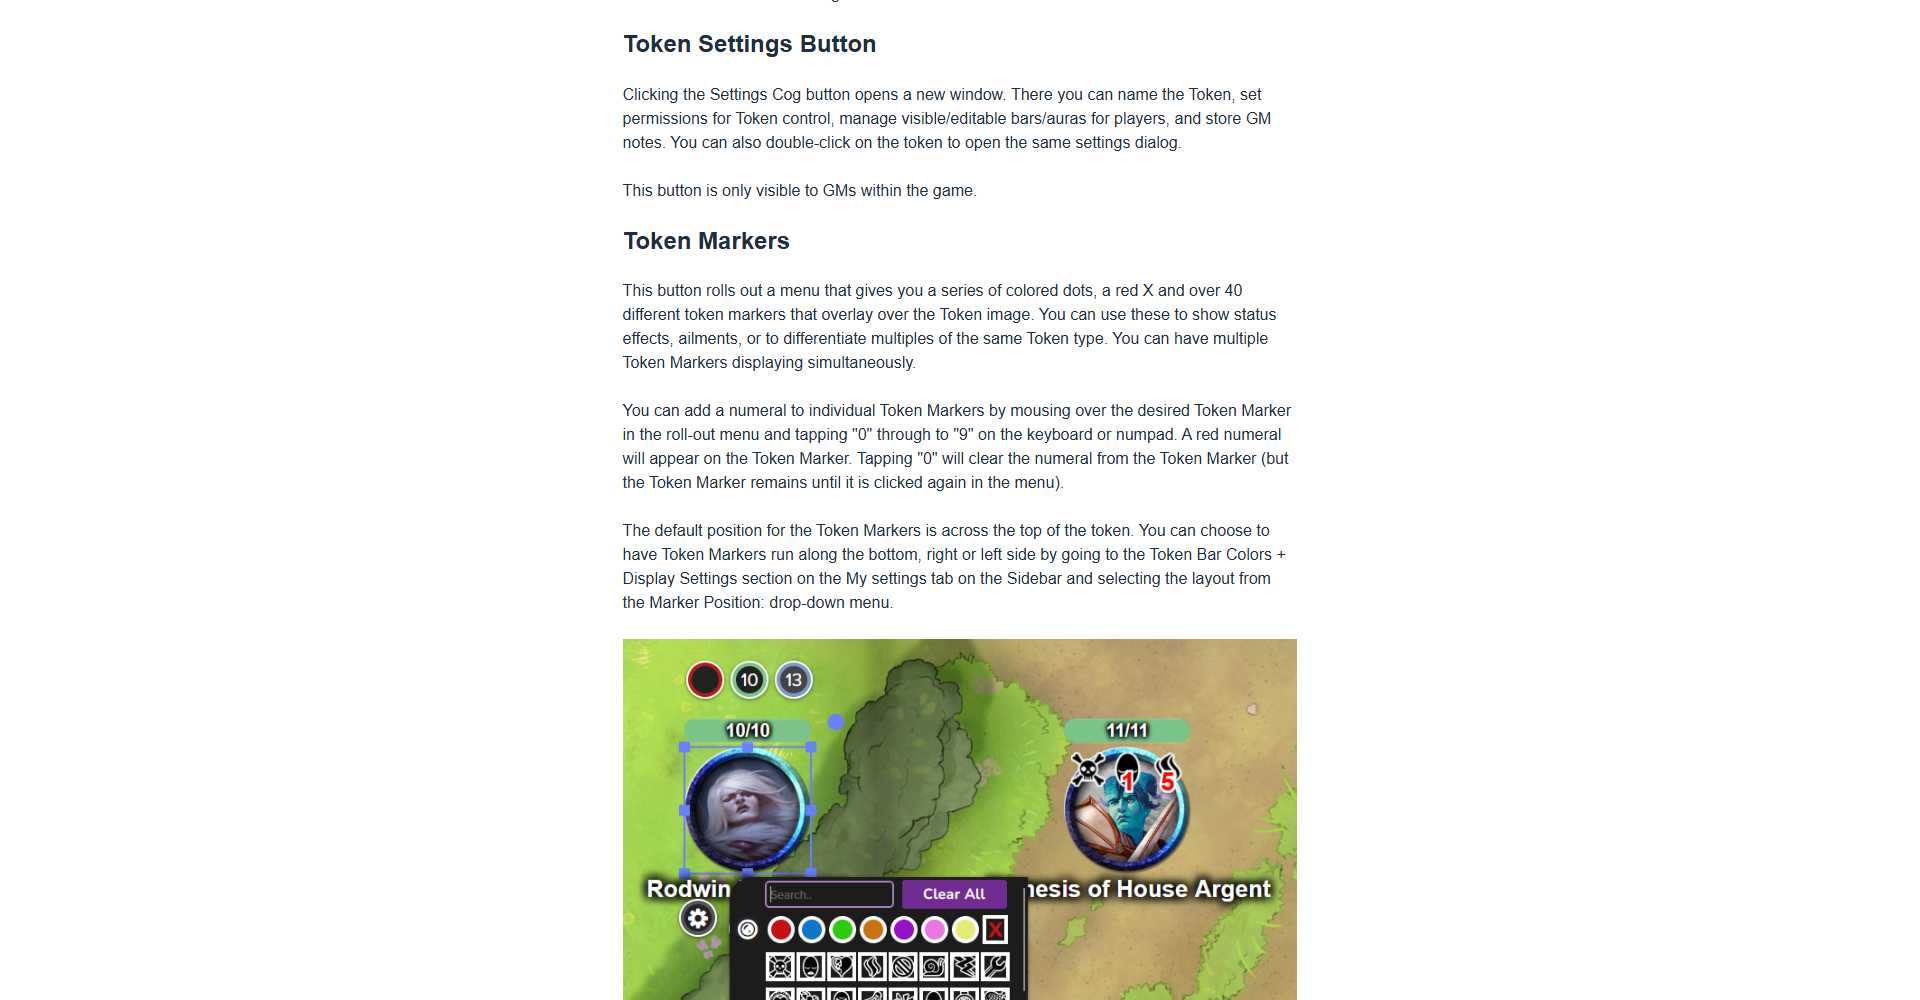 Token Settings Button
Clicking the Settings Cog button opens a new window. There you can name the Token, set
permissions for Token control, manage visible/editable bars/auras for players, and store GM
notes. You can also double-click on the token to open the same settings dialog.
This button is only visible to GMs within the game.
Token Markers
This button rolls out a menu that gives you a series of colored dots, a red X and over 40
different token markers that overlay over the Token image. You can use these to show status
effects, ailments, or to differentiate multiples of the same Token type. You can have multiple
Token Markers displaying simultaneously.
You can add a numeral to individual Token Markers by mousing over the desired Token Marker
in the roll-out menu and tapping "0" through to "9" on the keyboard or numpad. A red numeral
will appear on the Token Marker. Tapping "0" will clear the numeral from the Token Marker (but
the Token Marker remains until it is clicked again in the menu).
The default position for the Token Markers is across the top of the token. You can choose to
have Token Markers run along the bottom, right or left side by going to the Token Bar Colors +
Display Settings section on the My settings tab on the Sidebar and selecting the layout from
the Marker Position: drop-down menu.
10 13
10/10 11/11
1 5
Rodwin nesis of House Argent
Search.. Clear All
X